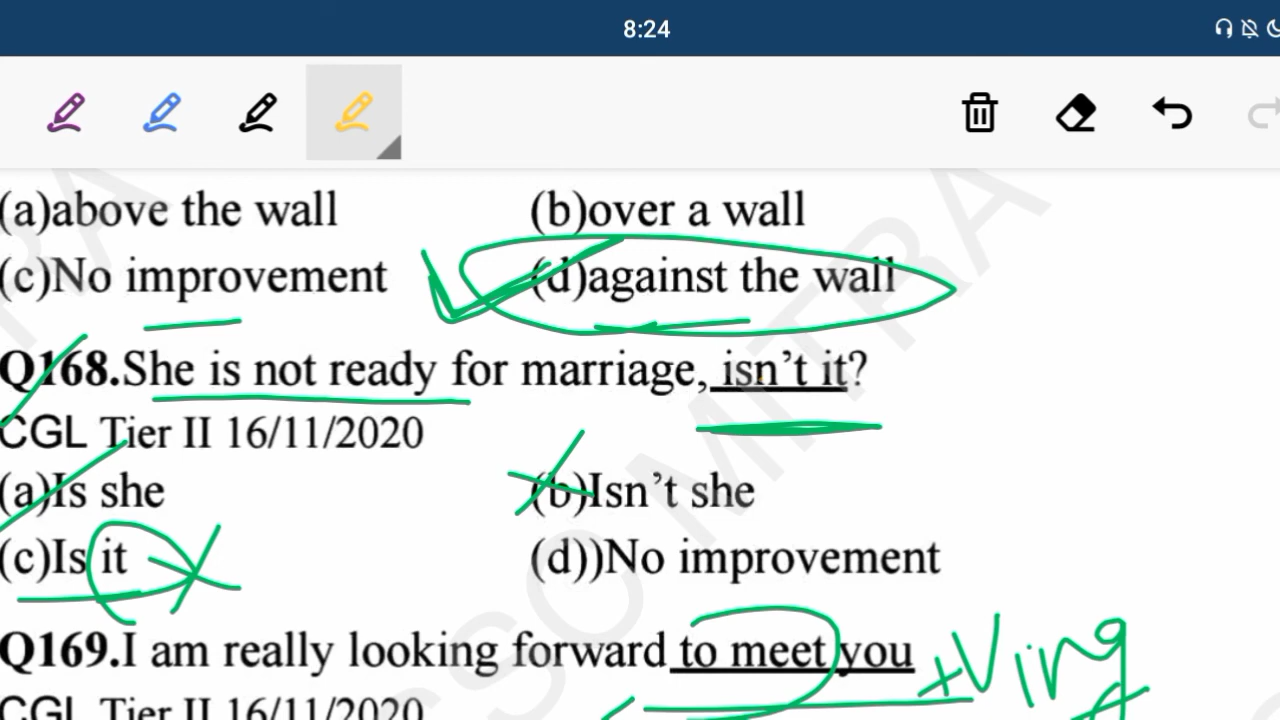 8:24
(a)above the wall (b)over a wall
(c)No improvement (d)against the wall
Q168.She is not ready for marriage, isn't it?
CGL Tier II 16/11/2020
(a)Is she (b)Isn't she
(c)Is it (d))No improvement
Q169.I am really looking forward to meet you +Ving
CGL Tier II 16/11/2020